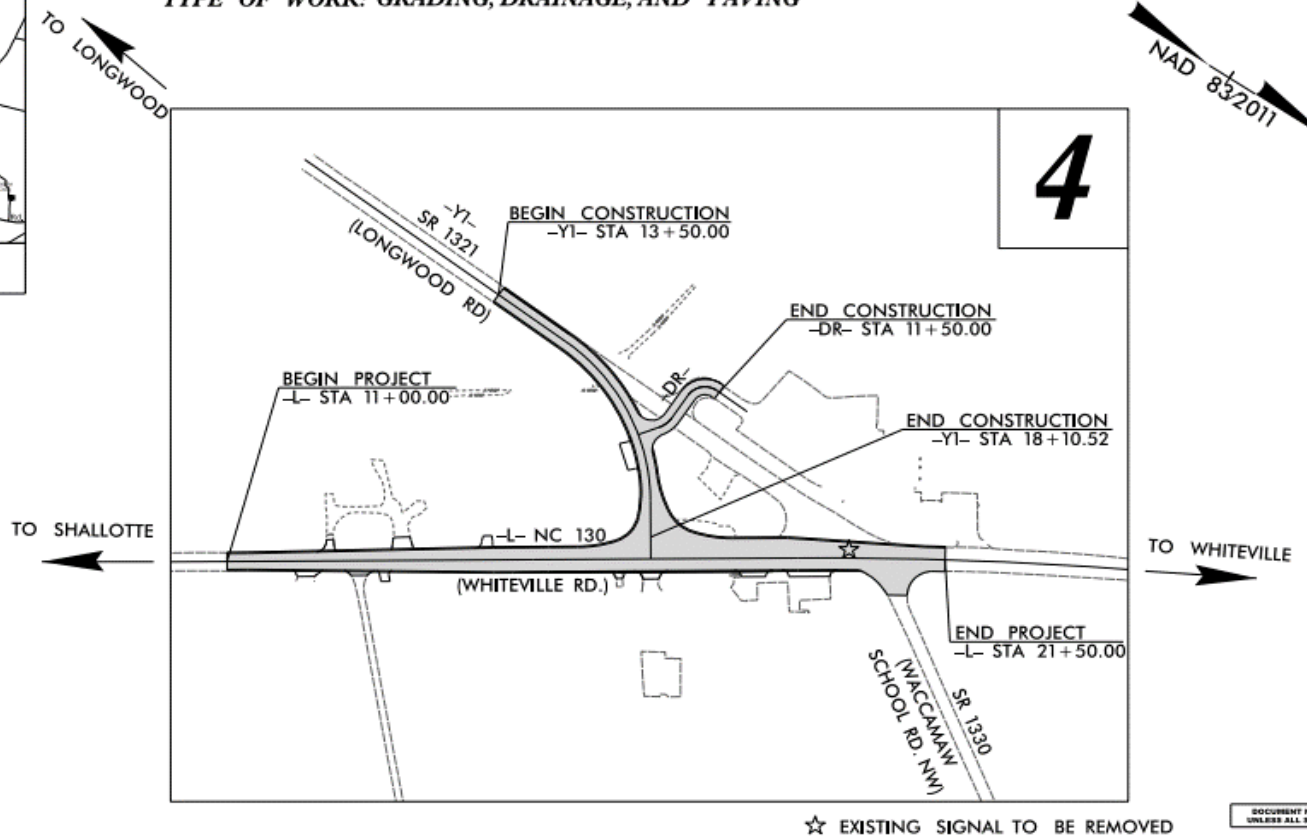 TYPE OF WORK: GRADING, DRAINAGE, AND PAVING
TO LONGWOOD
NAD 83/2011
4
-Y1-
SR 1321
(LONGWOOD RD)
BEGIN CONSTRUCTION
-Y1- STA 13+50.00
END CONSTRUCTION
-DR- STA 11+50.00
-DR-
BEGIN PROJECT
-L- STA 11+00.00
END CONSTRUCTION
-Y1- STA 18+10.52
TO SHALLOTTE
-L- NC 130
(WHITEVILLE RD.)
TO WHITEVILLE
END PROJECT
-L- STA 21+50.00
(WACCAMAW
SCHOOL RD. NW)
SR 1330
☆ EXISTING SIGNAL TO BE REMOVED
DOCUMENT
UNLESS ALL